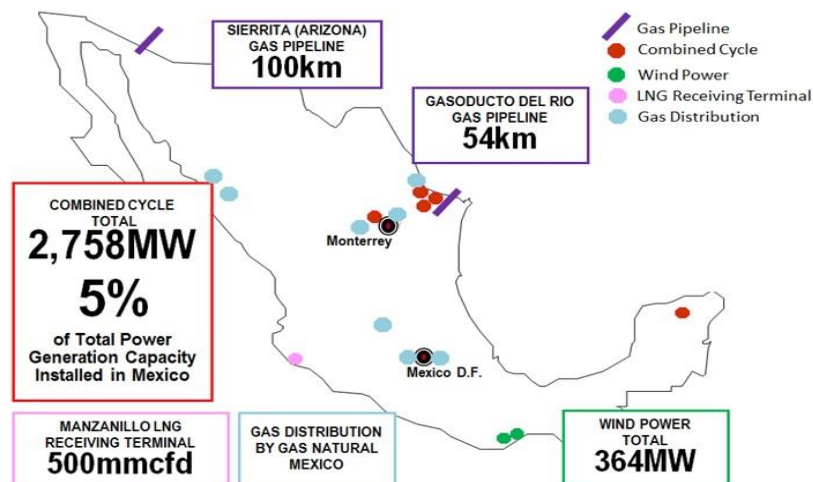 SIERRITA (ARIZONA)
GAS PIPELINE
100km
Gas Pipeline
Combined Cycle
Wind Power
LNG Receiving Terminal
Gas Distribution
GASODUCTO DEL RIO
GAS PIPELINE
54km
COMBINED CYCLE
TOTAL
2,758MW
5%
of Total Power
Generation Capacity
Installed in Mexico
Monterrey
Mexico D.F.
MANZANILLO LNG
RECEIVING TERMINAL
500mmcfd
GAS DISTRIBUTION
BY GAS NATURAL
MEXICO
WIND POWER
TOTAL
364MW